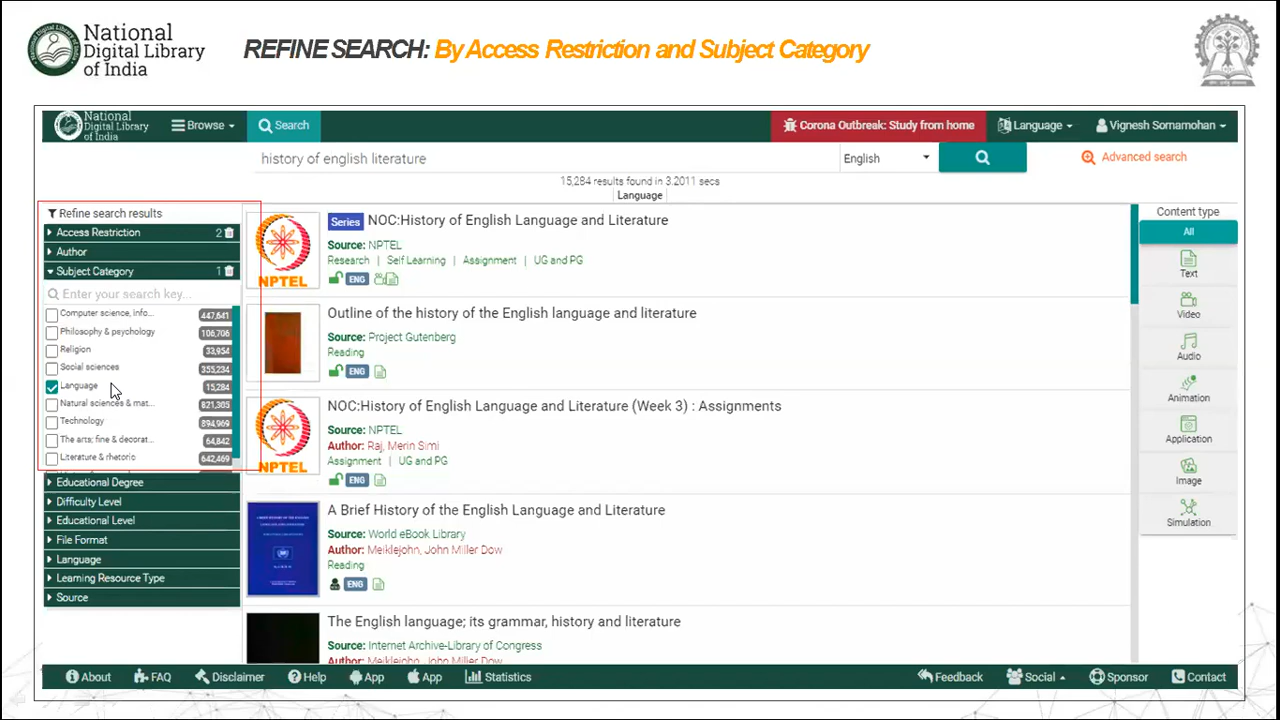 National
Digital Library
of India
REFINE SEARCH: By Access Restriction and Subject Category
National
Digital Library
of India
Browse
Search
Corona Outbreak: Study from home
Language
Vignesh Sornamohan
history of english literature
English
Advanced search
15,284 results found in 3.2011 secs
Language
Refine search results
Access Restriction 2
Author
Subject Category 1
Enter your search key...
Computer science, info... 447,641
Philosophy & psychology 106,706
Religion 33,954
Social sciences 355,234
Language 15,284
Natural sciences & mat... 821,305
Technology 894,969
The arts; fine & decorat... 64,842
Literature & rhetoric 642,469
Educational Degree
Difficulty Level
Educational Level
File Format
Language
Learning Resource Type
Source
NPTEL
Series NOC:History of English Language and Literature
Source: NPTEL
Research | Self Learning | Assignment | UG and PG
ENG
Outline of the history of the English language and literature
Source: Project Gutenberg
Reading
ENG
NPTEL
NOC:History of English Language and Literature (Week 3) : Assignments
Source: NPTEL
Author: Raj, Merin Simi
Assignment | UG and PG
ENG
A Brief History of the English Language and Literature
Source: World eBook Library
Author: Meiklejohn, John Miller Dow
Reading
ENG
The English language; its grammar, history and literature
Source: Internet Archive-Library of Congress
Author: Meiklejohn, John Miller Dow
Content type
All
Text
Video
Audio
Animation
Application
Image
Simulation
About
FAQ
Disclaimer
Help
App
App
Statistics
Feedback
Social
Sponsor
Contact